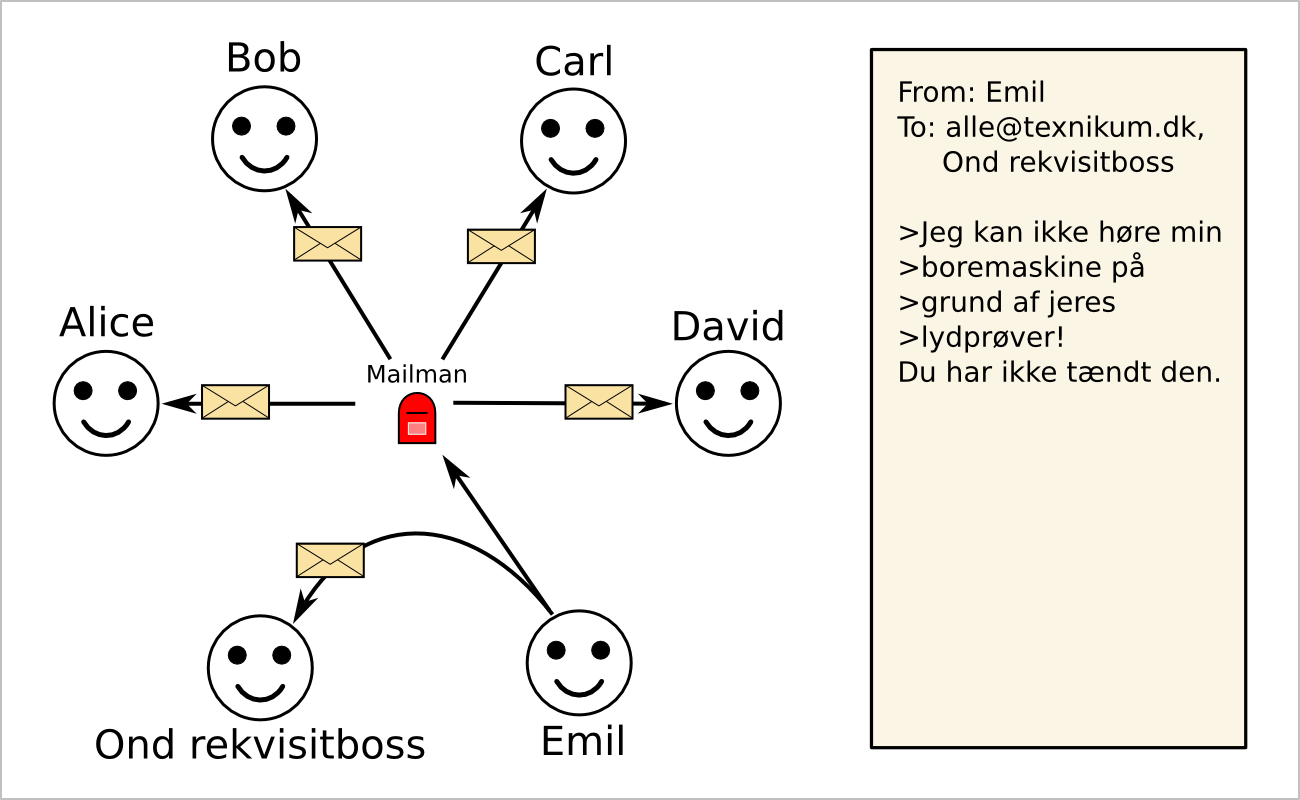 Bob
Carl
Alice
David
Mailman
Ond rekvisitboss
Emil
From: Emil
To: alle@texnikum.dk,
Ond rekvisitboss
>Jeg kan ikke høre min
>boremaskine på
>grund af jeres
>lydprøver!
Du har ikke tændt den.